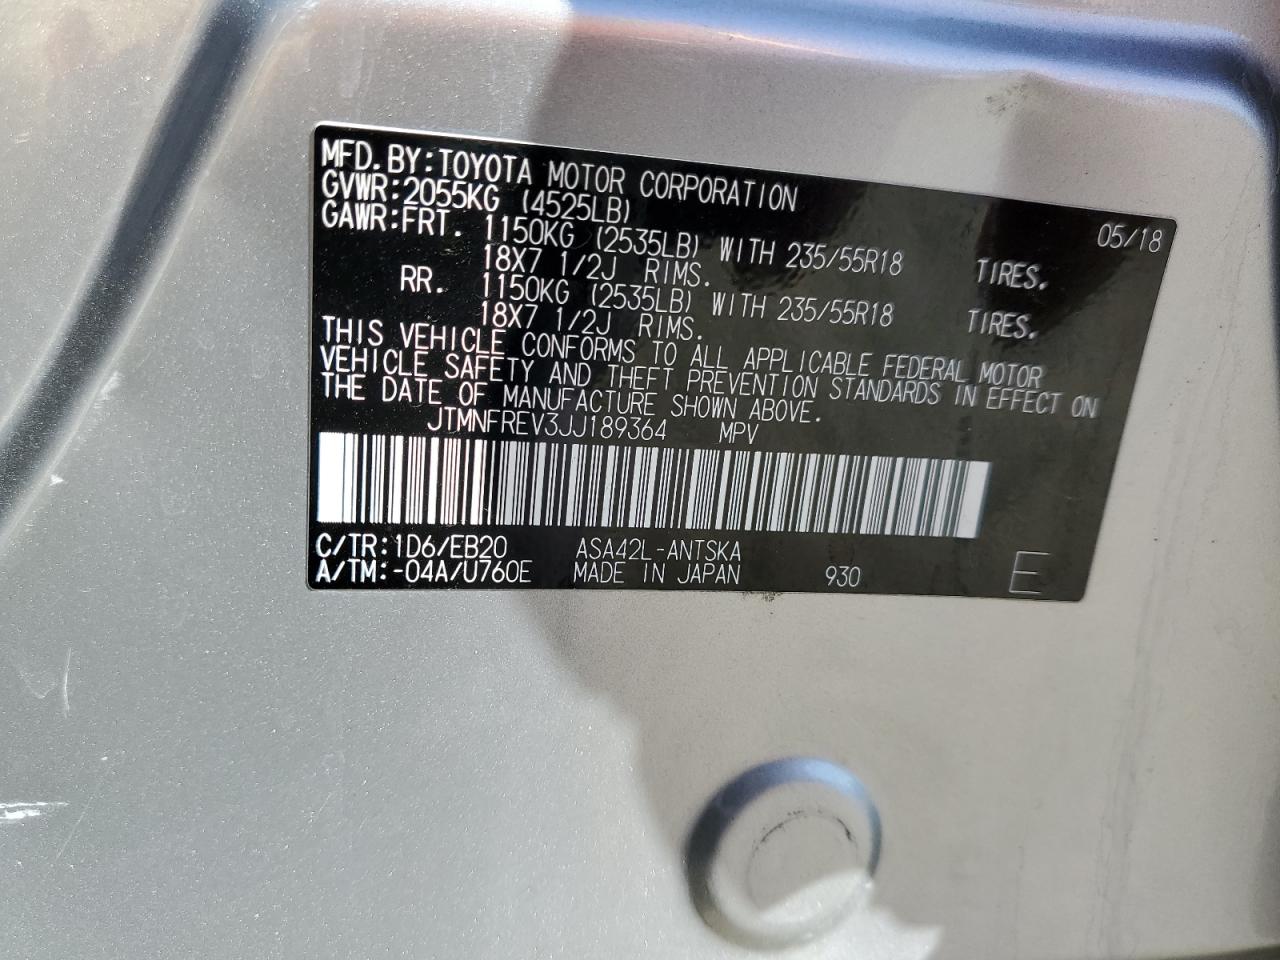 MFD. BY: TOYOTA MOTOR CORPORATION 05/18
GVWR: 2055KG (4525LB)
GAWR: FRT. 1150KG (2535LB) WITH 235/55R18 TIRES.
18X7 1/2J RIMS.
RR. 1150KG (2535LB) WITH 235/55R18 TIRES.
18X7 1/2J RIMS.
THIS VEHICLE CONFORMS TO ALL APPLICABLE FEDERAL MOTOR
VEHICLE SAFETY AND THEFT PREVENTION STANDARDS IN EFFECT ON
THE DATE OF MANUFACTURE SHOWN ABOVE.
JTMNFREV3JJ189364 MPV
C/TR: 1D6/EB20 ASA42L-ANTSKA
A/TM: -04A/U760E MADE IN JAPAN 930 E